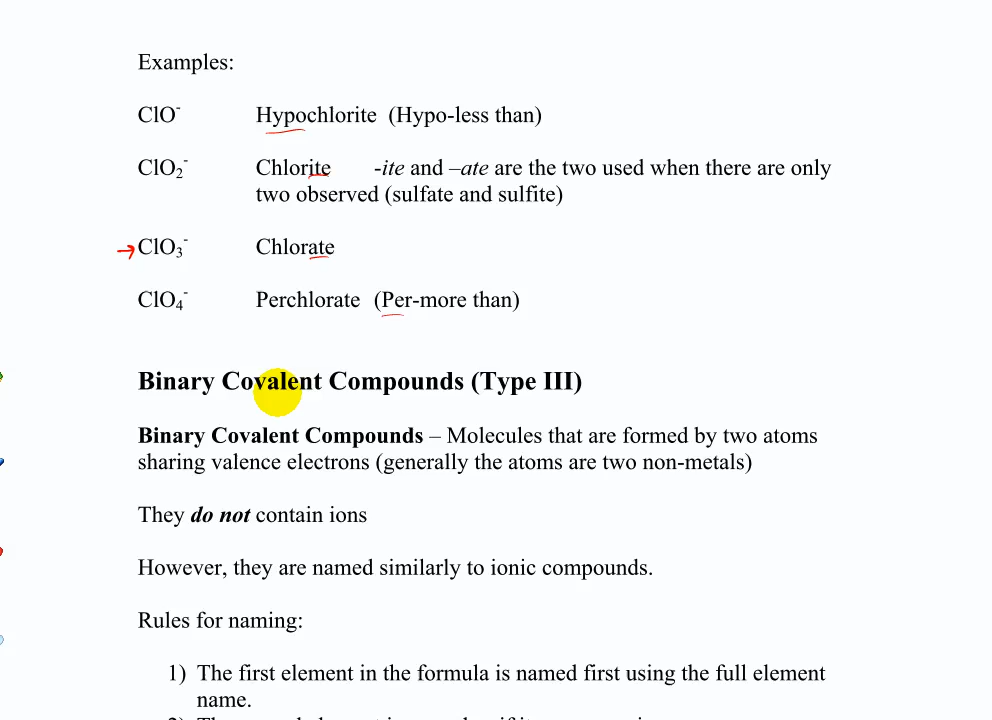 Examples:
ClO⁻ Hypochlorite (Hypo-less than)
ClO₂⁻ Chlorite -ite and –ate are the two used when there are only
two observed (sulfate and sulfite)
ClO₃⁻ Chlorate
ClO₄⁻ Perchlorate (Per-more than)
Binary Covalent Compounds (Type III)
Binary Covalent Compounds – Molecules that are formed by two atoms
sharing valence electrons (generally the atoms are two non-metals)
They do not contain ions
However, they are named similarly to ionic compounds.
Rules for naming:
1) The first element in the formula is named first using the full element
name.